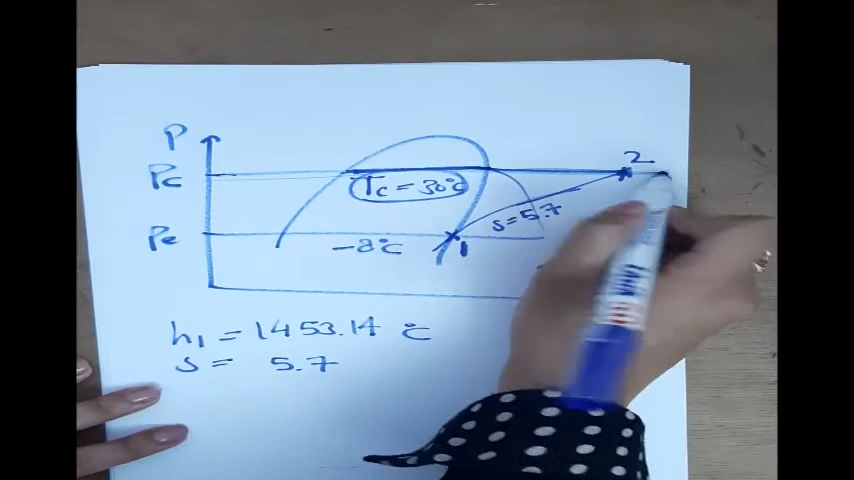 P
Pc
Tc = 30°C
2
s = 5.7
Pe
-8°C
1
h1 = 1453.14 °C
s = 5.7